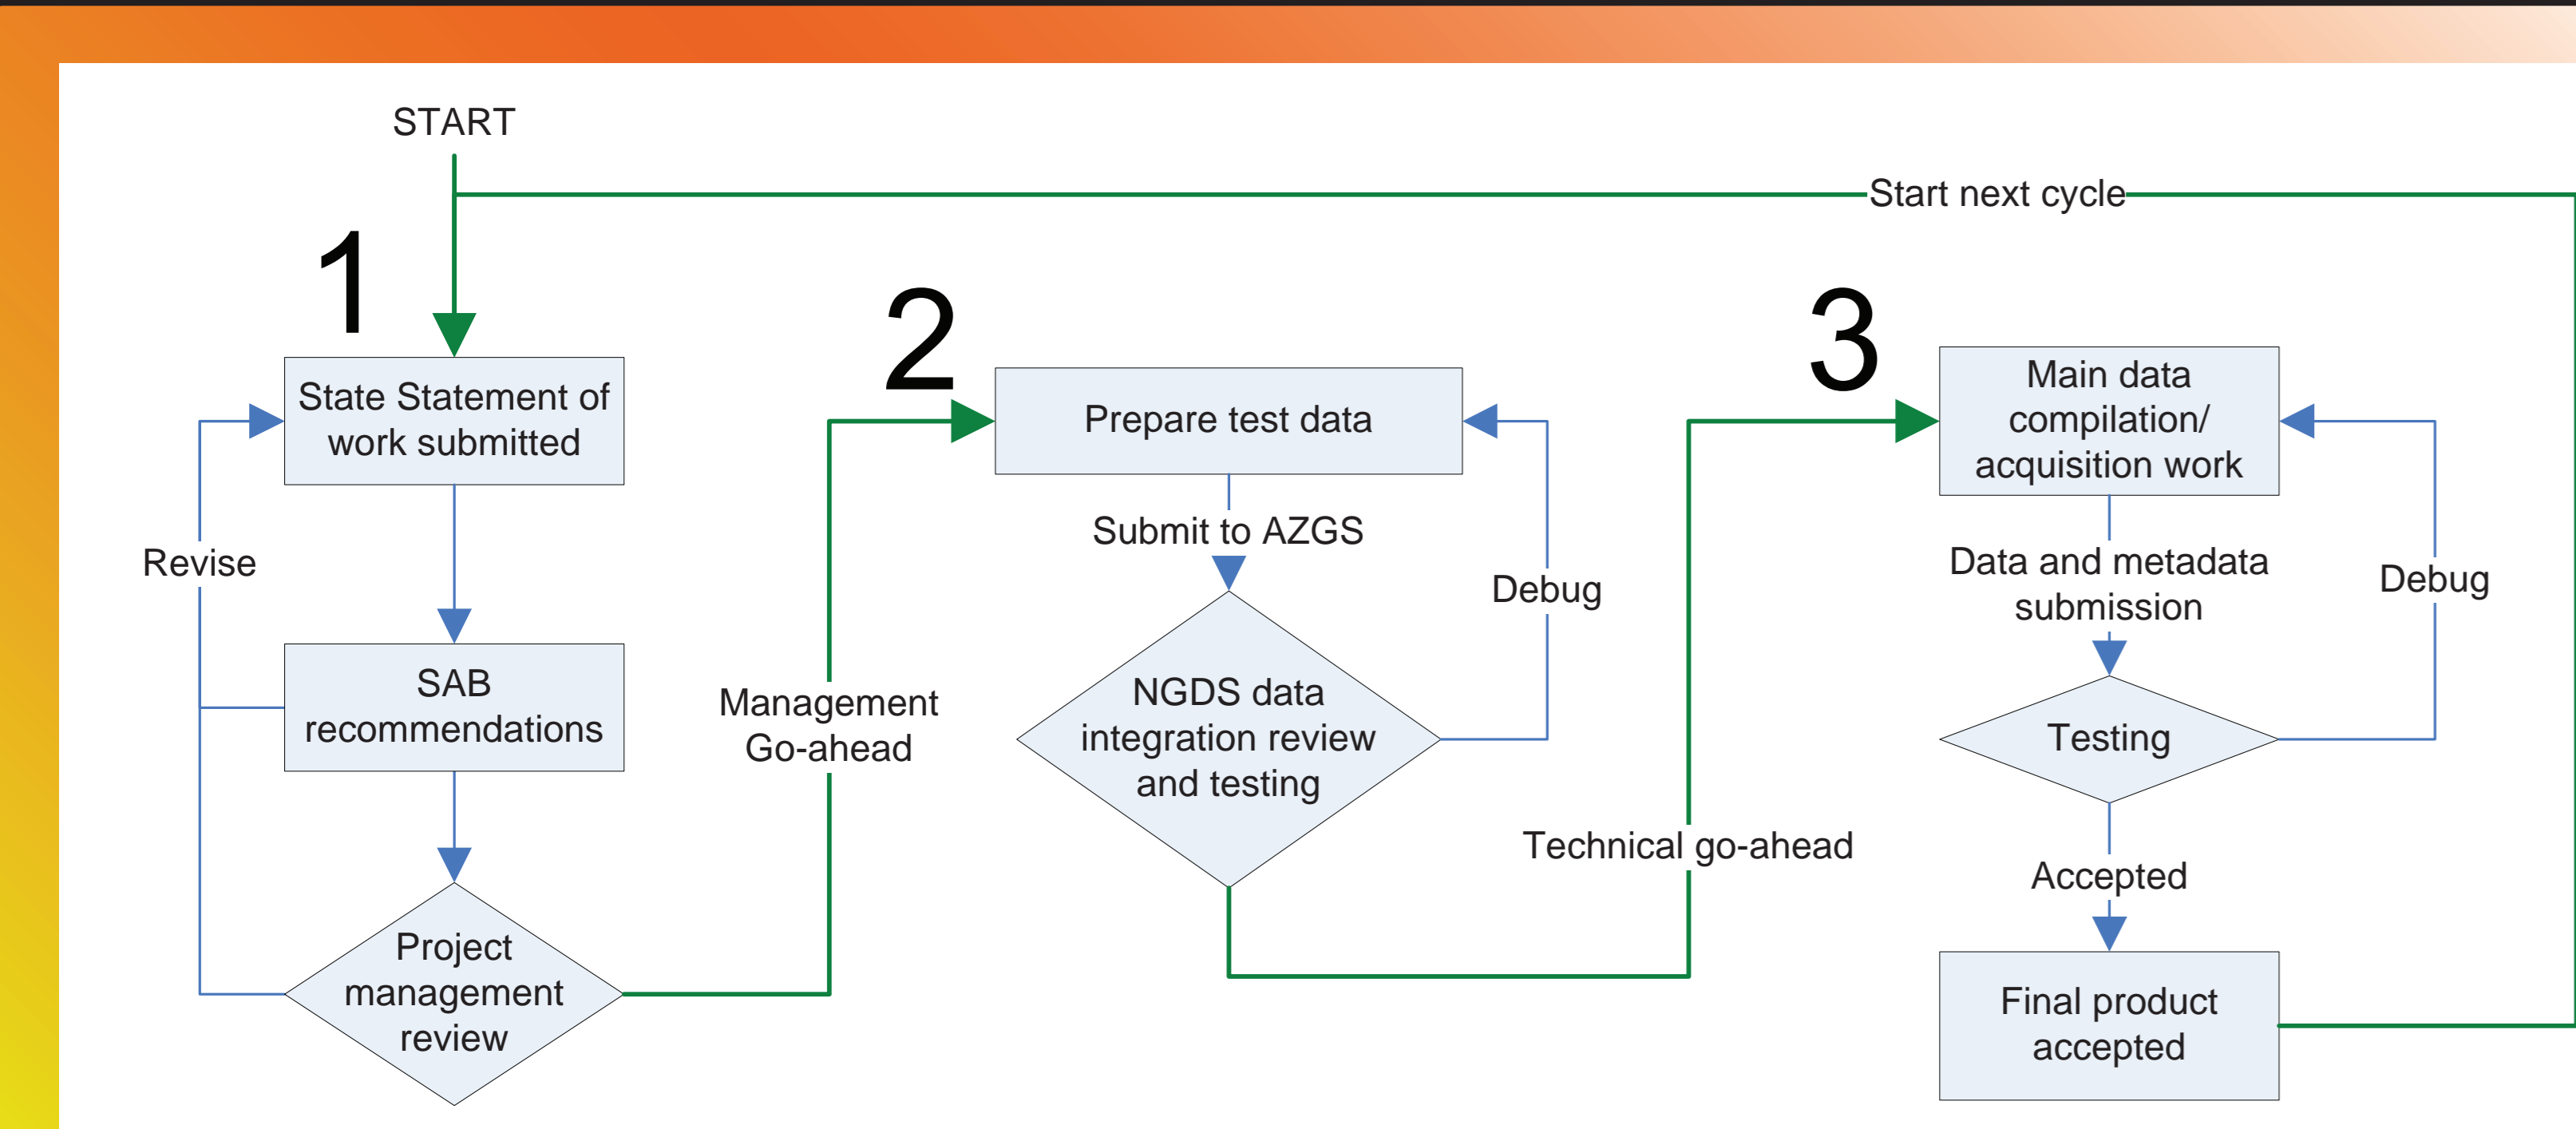 START
Start next cycle
1
State Statement of
work submitted
Revise
SAB
recommendations
Project
management
review
Management
Go-ahead
2
Prepare test data
Submit to AZGS
Debug
NGDS data
integration review
and testing
Technical go-ahead
3
Main data
compilation/
acquisition work
Data and metadata
submission
Debug
Testing
Accepted
Final product
accepted